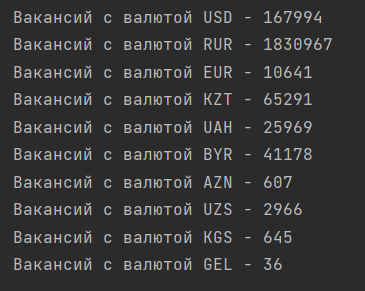 Вакансий с валютой USD - 167994
Вакансий с валютой RUR - 1830967
Вакансий с валютой EUR - 10641
Вакансий с валютой KZT - 65291
Вакансий с валютой UAH - 25969
Вакансий с валютой BYR - 41178
Вакансий с валютой AZN - 607
Вакансий с валютой UZS - 2966
Вакансий с валютой KGS - 645
Вакансий с валютой GEL - 36